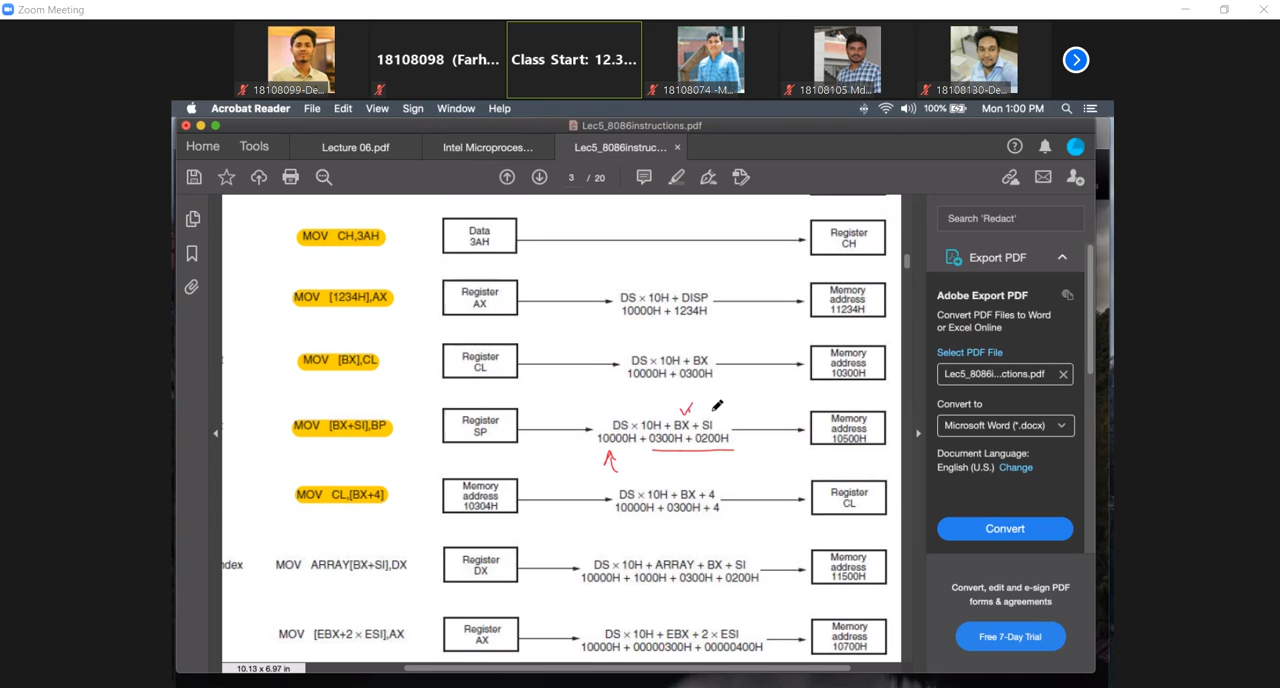 Zoom Meeting
18108099-De...
18108098 (Farh...
Class Start: 12.3...
18108074 -M...
18108105 Md...
18108130-De...
Acrobat Reader File Edit View Sign Window Help
100%
Mon 1:00 PM
Lec5_8086instructions.pdf
Home Tools
Lecture 06.pdf
Intel Microproces...
Lec5_8086instruc... ×
3 / 20
MOV CH,3AH
Data
3AH
Register
CH
MOV [1234H],AX
Register
AX
DS × 10H + DISP
10000H + 1234H
Memory
address
11234H
MOV [BX],CL
Register
CL
DS × 10H + BX
10000H + 0300H
Memory
address
10300H
MOV [BX+SI],BP
Register
SP
DS × 10H + BX + SI
10000H + 0300H + 0200H
Memory
address
10500H
MOV CL,[BX+4]
Memory
address
10304H
DS × 10H + BX + 4
10000H + 0300H + 4
Register
CL
ndex
MOV ARRAY[BX+SI],DX
Register
DX
DS × 10H + ARRAY + BX + SI
10000H + 1000H + 0300H + 0200H
Memory
address
11500H
MOV [EBX+2 × ESI],AX
Register
AX
DS × 10H + EBX + 2 × ESI
10000H + 00000300H + 00000400H
Memory
address
10700H
10.13 x 6.97 in
Search 'Redact'
Export PDF
Adobe Export PDF
Convert PDF Files to Word
or Excel Online
Select PDF File
Lec5_8086i...ctions.pdf
Convert to
Microsoft Word (*.docx)
Document Language:
English (U.S.) Change
Convert
Convert, edit and e-sign PDF
forms & agreements
Free 7-Day Trial